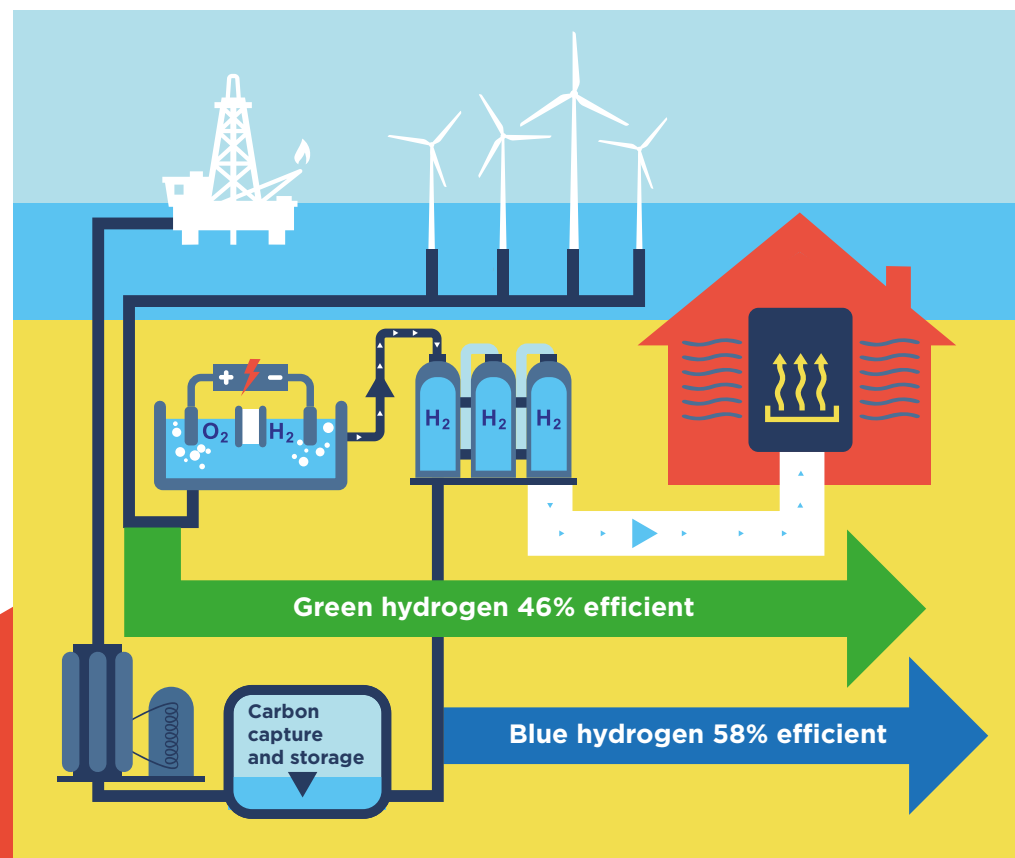 + −
O₂ H₂
H₂ H₂ H₂
Green hydrogen 46% efficient
Carbon
capture
and storage
Blue hydrogen 58% efficient